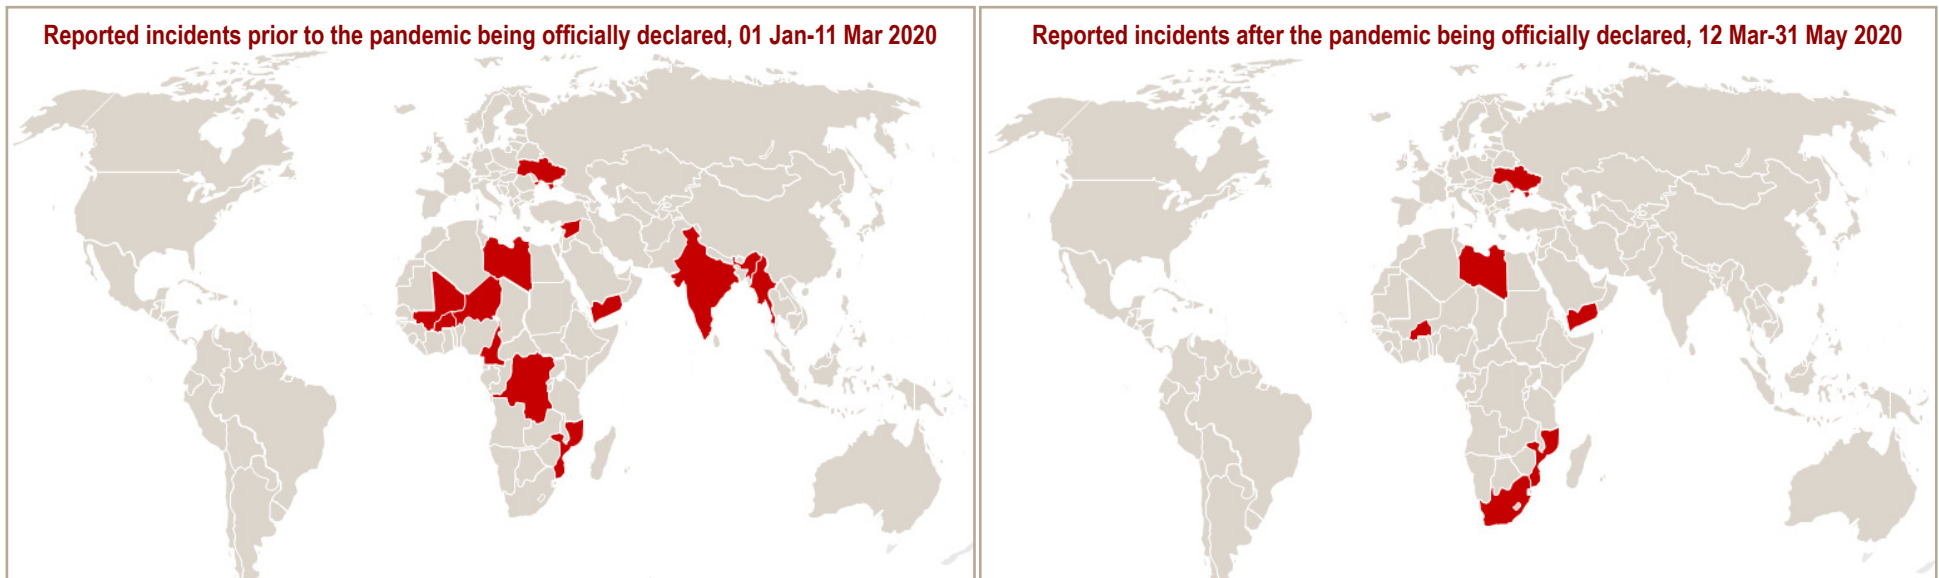 Reported incidents prior to the pandemic being officially declared, 01 Jan-11 Mar 2020
Reported incidents after the pandemic being officially declared, 12 Mar-31 May 2020